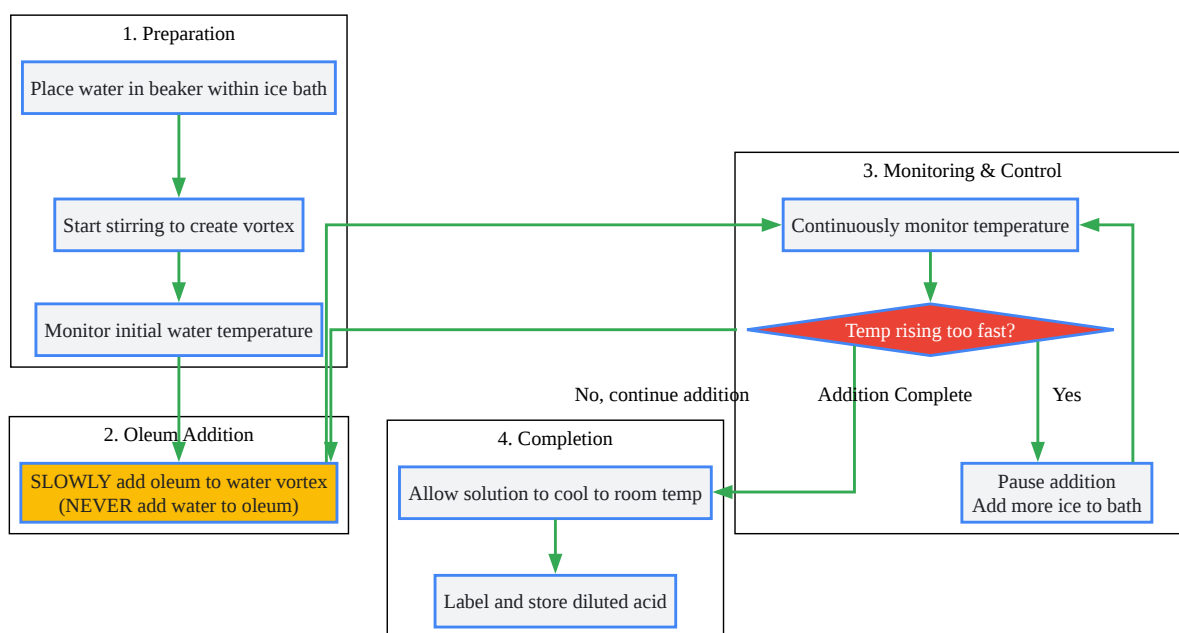 1. Preparation
Place water in beaker within ice bath
Start stirring to create vortex
Monitor initial water temperature
2. Oleum Addition
SLOWLY add oleum to water vortex
(NEVER add water to oleum)
3. Monitoring & Control
Continuously monitor temperature
Temp rising too fast?
No, continue addition
Addition Complete
Yes
Pause addition
Add more ice to bath
4. Completion
Allow solution to cool to room temp
Label and store diluted acid